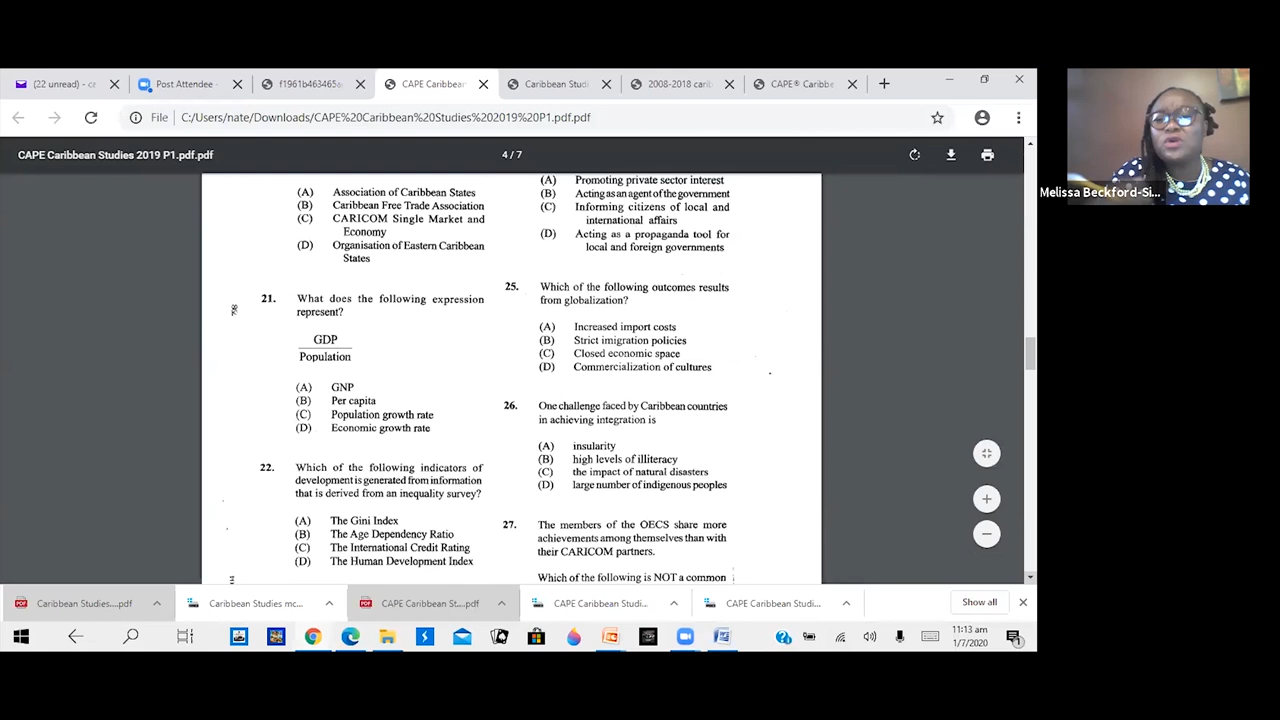 (22 unread) - ca
Post Attendee -
f1961b463465a
CAPE Caribbean
Caribbean Studi
2008-2018 carib
CAPE® Caribbe
File
C:/Users/nate/Downloads/CAPE%20Caribbean%20Studies%202019%20P1.pdf.pdf
CAPE Caribbean Studies 2019 P1.pdf.pdf
4 / 7
(A) Association of Caribbean States
(B) Caribbean Free Trade Association
(C) CARICOM Single Market and
Economy
(D) Organisation of Eastern Caribbean
States
21. What does the following expression
represent?
GDP
Population
(A) GNP
(B) Per capita
(C) Population growth rate
(D) Economic growth rate
22. Which of the following indicators of
development is generated from information
that is derived from an inequality survey?
(A) The Gini Index
(B) The Age Dependency Ratio
(C) The International Credit Rating
(D) The Human Development Index
(A) Promoting private sector interest
(B) Acting as an agent of the government
(C) Informing citizens of local and
international affairs
(D) Acting as a propaganda tool for
local and foreign governments
25. Which of the following outcomes results
from globalization?
(A) Increased import costs
(B) Strict imigration policies
(C) Closed economic space
(D) Commercialization of cultures
26. One challenge faced by Caribbean countries
in achieving integration is
(A) insularity
(B) high levels of illiteracy
(C) the impact of natural disasters
(D) large number of indigenous peoples
27. The members of the OECS share more
achievements among themselves than with
their CARICOM partners.
Which of the following is NOT a common
Caribbean Studies....pdf
Caribbean Studies mc...
CAPE Caribbean St....pdf
CAPE Caribbean Studi...
CAPE Caribbean Studi...
Show all
11:13 am
1/7/2020
Melissa Beckford-Si...